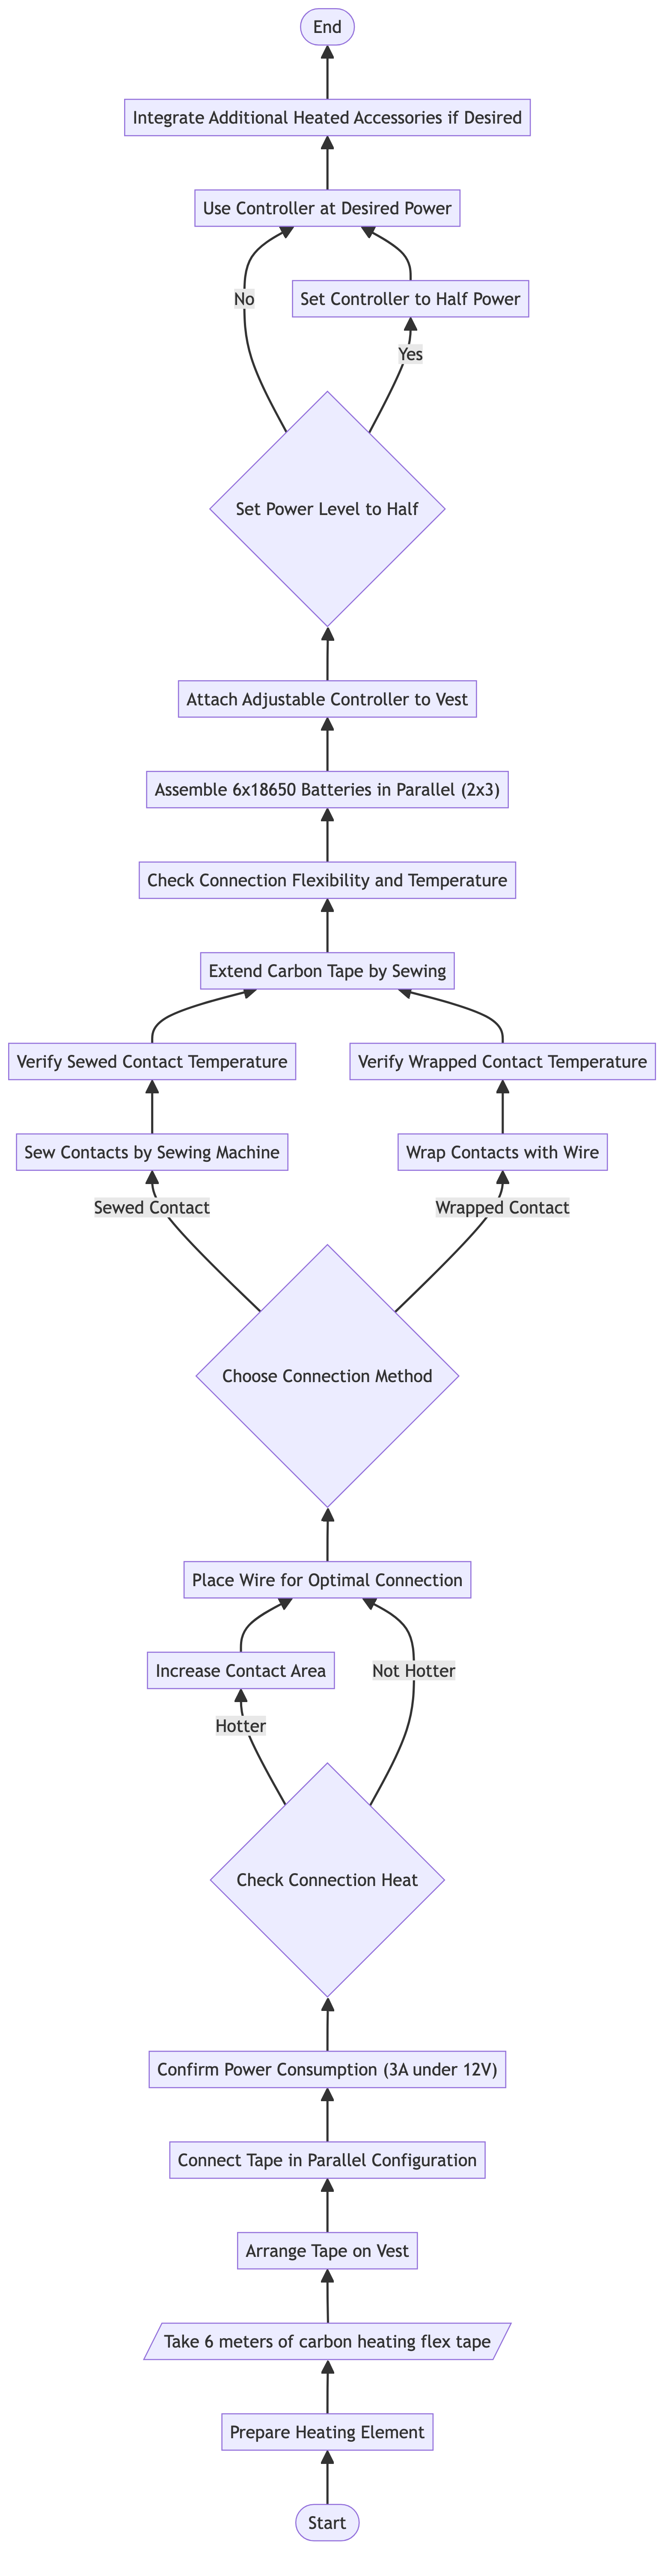 End
Integrate Additional Heated Accessories if Desired
Use Controller at Desired Power
No
Set Controller to Half Power
Yes
Set Power Level to Half
Attach Adjustable Controller to Vest
Assemble 6x18650 Batteries in Parallel (2x3)
Check Connection Flexibility and Temperature
Extend Carbon Tape by Sewing
Verify Sewed Contact Temperature
Verify Wrapped Contact Temperature
Sew Contacts by Sewing Machine
Wrap Contacts with Wire
Sewed Contact
Wrapped Contact
Choose Connection Method
Place Wire for Optimal Connection
Increase Contact Area
Not Hotter
Hotter
Check Connection Heat
Confirm Power Consumption (3A under 12V)
Connect Tape in Parallel Configuration
Arrange Tape on Vest
Take 6 meters of carbon heating flex tape
Prepare Heating Element
Start